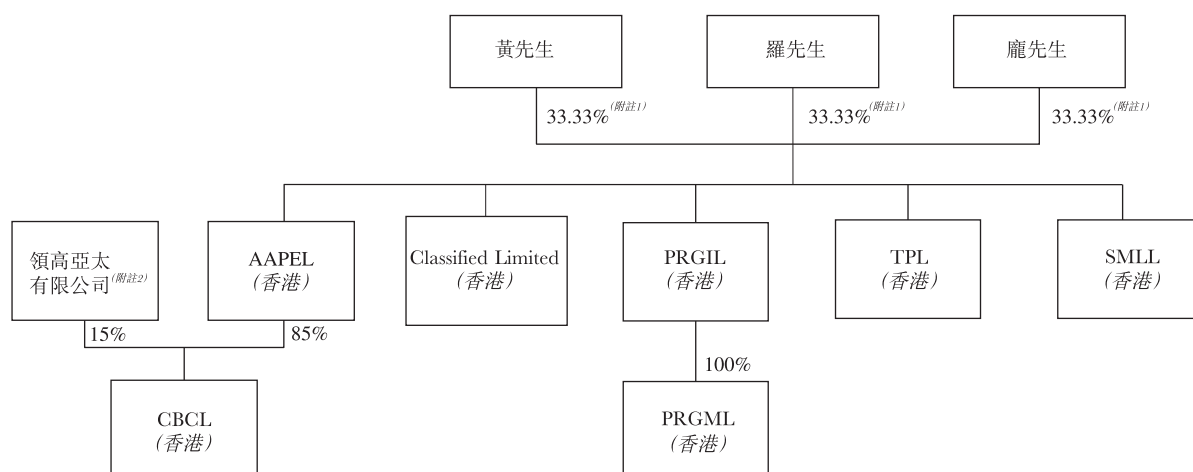 黃先生
羅先生
龐先生
33.33%(附註1)
33.33%(附註1)
33.33%(附註1)
領高亞太
有限公司(附註2)
AAPEL
(香港)
Classified Limited
(香港)
PRGIL
(香港)
TPL
(香港)
SMLL
(香港)
15%
85%
100%
CBCL
(香港)
PRGML
(香港)